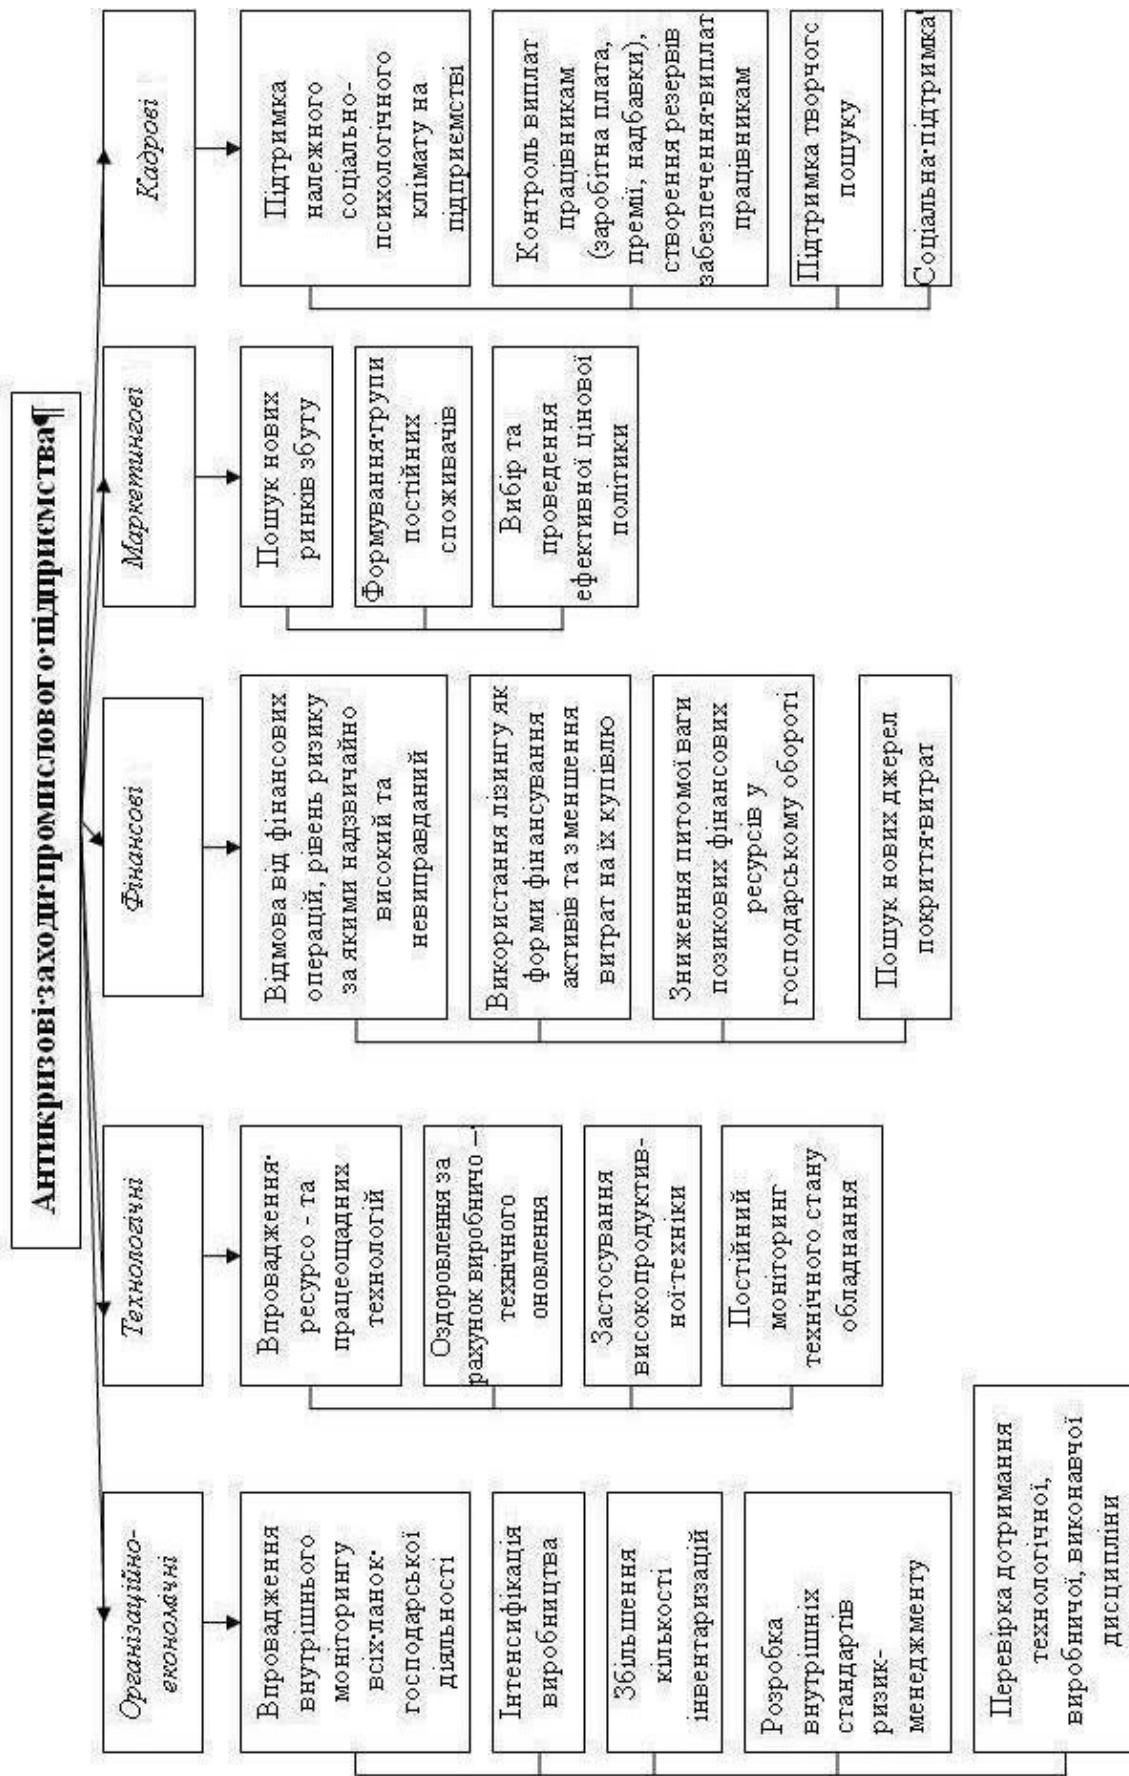 Антикризові заходи промислового підприємства¶
Організаційно-
економічні
Впровадження
внутрішнього
моніторингу
всіх ланок
господарської
діяльності
Інтенсифікація
виробництва
Збільшення
кількості
інвентаризацій
Розробка
внутрішніх
стандартів
ризик-
менеджменту
Перевірка дотримання
технологічної,
виробничої, виконавчої
дисципліни
Технологічні
Впровадження
ресурсо - та
працеощадних
технологій
Оздоровлення за
рахунок виробничо –
технічного
оновлення
Застосування
високопродуктив-
ної техніки
Постійний
моніторинг
технічного стану
обладнання
Фінансові
Відмова від фінансових
операцій, рівень ризику
за якими надзвичайно
високий та
невиправданий
Використання лізингу як
форми фінансування
активів та зменшення
витрат на їх купівлю
Зниження питомої ваги
позикових фінансових
ресурсів у
господарському обороті
Пошук нових джерел
покриття витрат
Маркетингові
Пошук нових
ринків збуту
Формування групи
постійних
споживачів
Вибір та
проведення
ефективної цінової
політики
Кадрові
Підтримка
належного
соціально-
психологічного
клімату на
підприємстві
Контроль виплат
працівникам
(заробітна плата,
премії, надбавки),
створення резервів
забезпечення виплат
працівникам
Підтримка творчого
пошуку
Соціальна підтримка